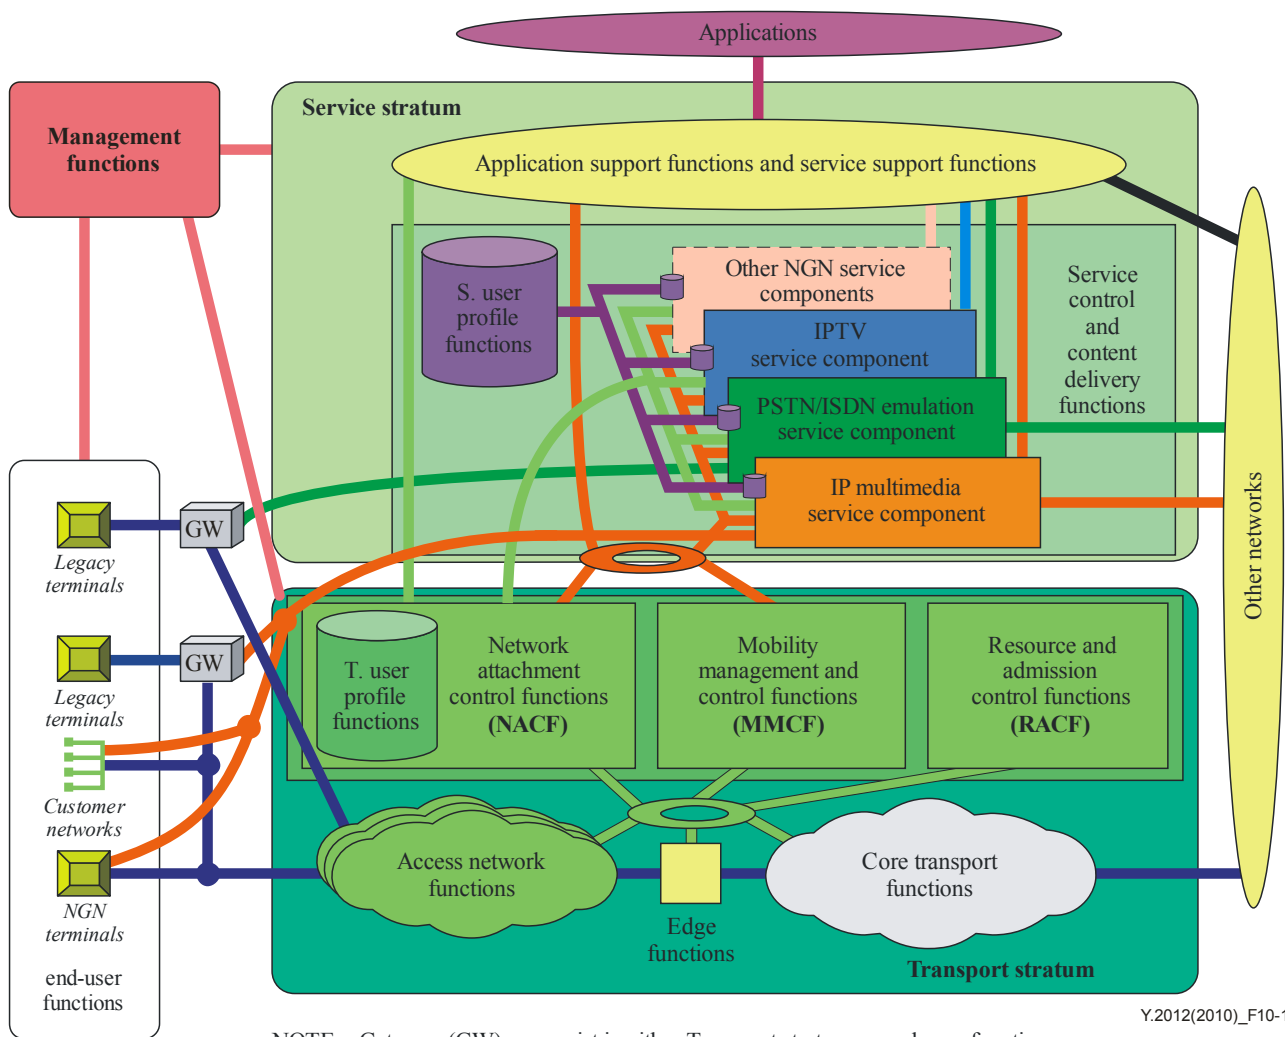 Applications
Service stratum
Management
functions
Application support functions and service support functions
S. user
profile
functions
Other NGN service
components
IPTV
service component
PSTN/ISDN emulation
service component
IP multimedia
service component
Service
control
and
content
delivery
functions
Other networks
GW
Legacy
terminals
GW
Legacy
terminals
Customer
networks
NGN
terminals
end-user
functions
T. user
profile
functions
Network
attachment
control functions
(NACF)
Mobility
management and
control functions
(MMCF)
Resource and
admission
control functions
(RACF)
Access network
functions
Edge
functions
Core transport
functions
Transport stratum
Y.2012(2010)_F10-1